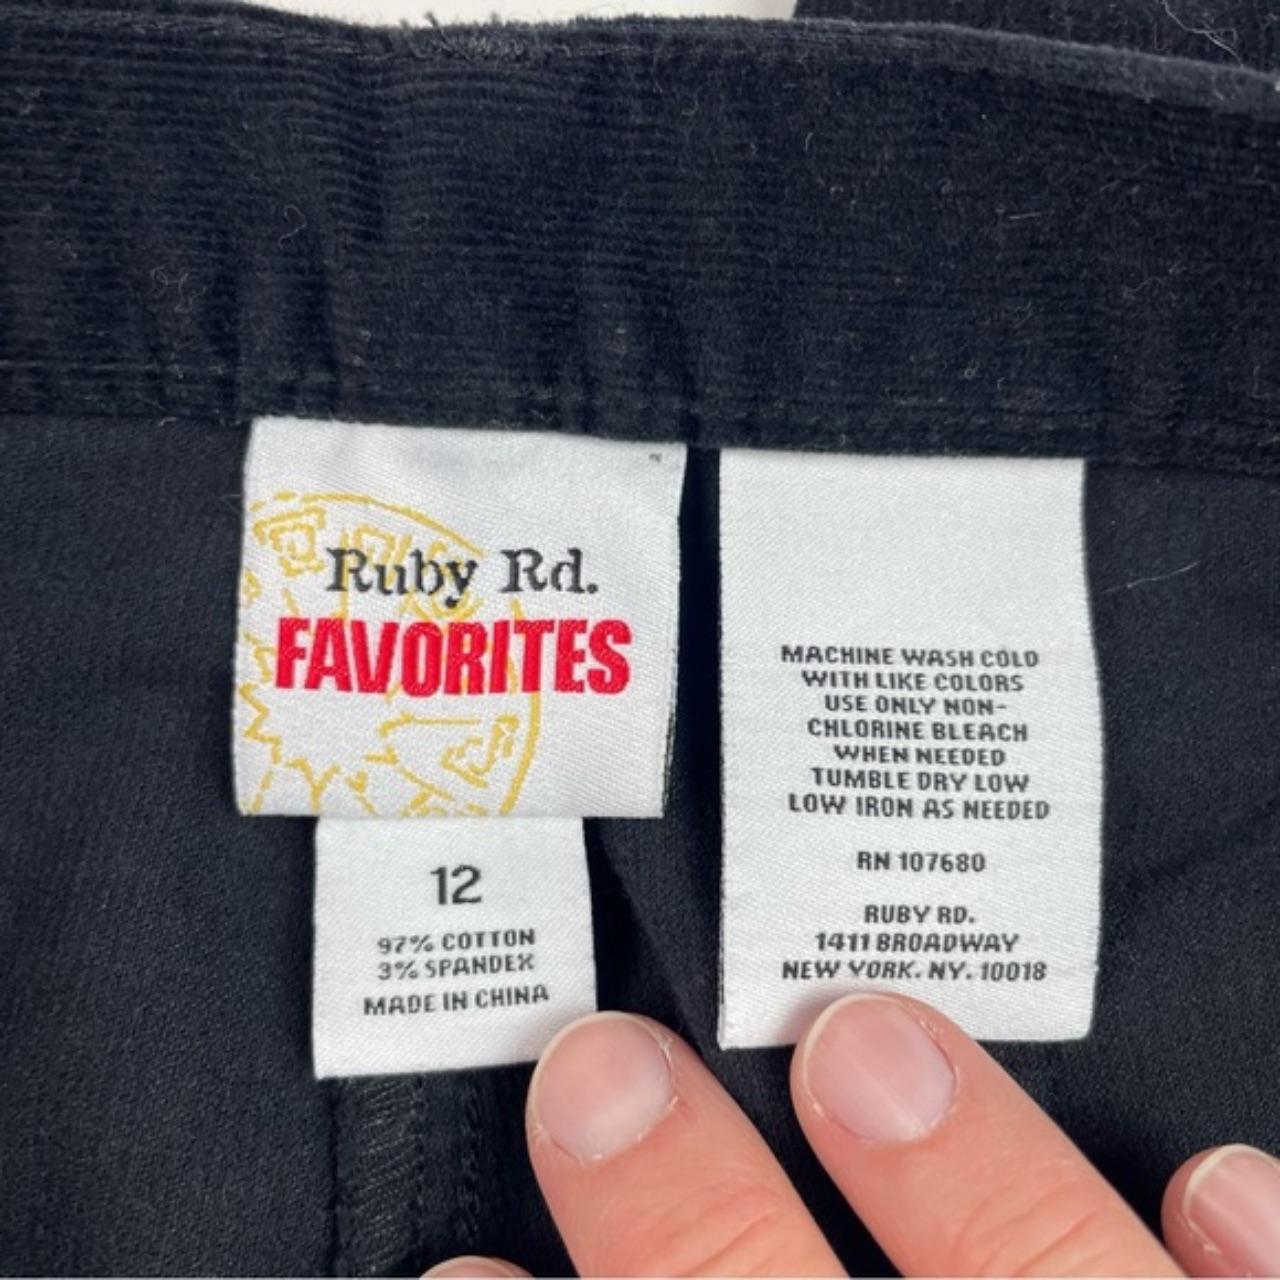 Ruby Rd.
FAVORITES
12
97% COTTON
3% SPANDEX
MADE IN CHINA
MACHINE WASH COLD
WITH LIKE COLORS
USE ONLY NON-
CHLORINE BLEACH
WHEN NEEDED
TUMBLE DRY LOW
LOW IRON AS NEEDED
RN 107680
RUBY RD.
1411 BROADWAY
NEW YORK. NY. 10018